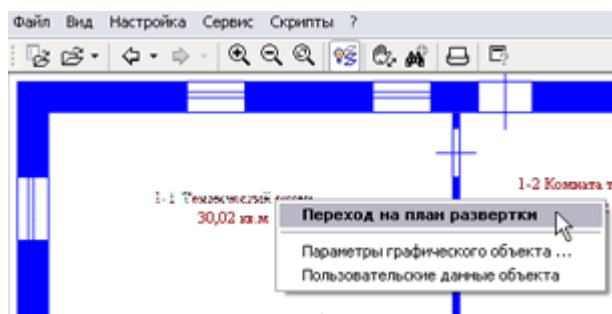 Файл Вид Настройка Сервис Скрипты ?
1-2 Комната т
1-1
30,02 кв.м
Переход на план развертки
Параметры графического объекта ...
Пользовательские данные объекта